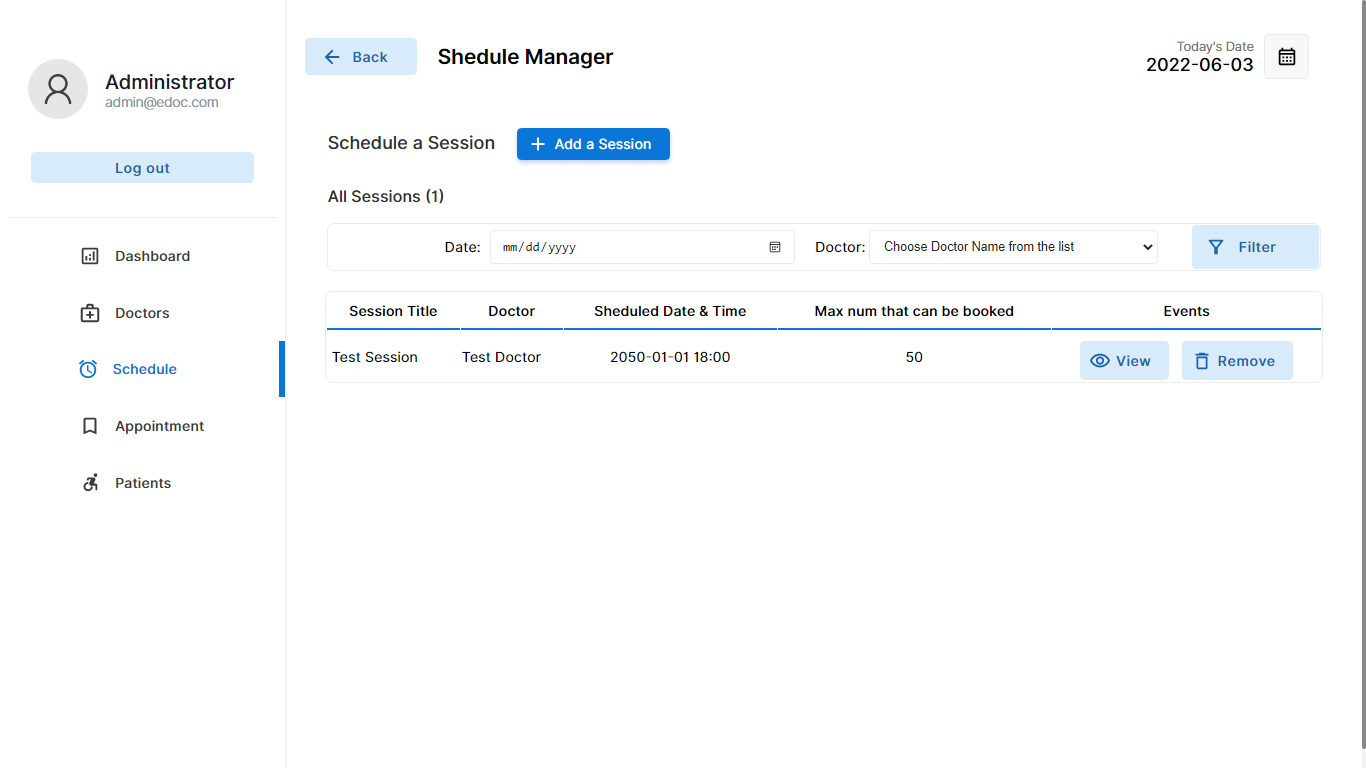 Administrator
admin@edoc.com
Log out
Dashboard
Doctors
Schedule
Appointment
Patients
Back
Shedule Manager
Today's Date
2022-06-03
Schedule a Session
Add a Session
All Sessions (1)
Date: mm/dd/yyyy Doctor: Choose Doctor Name from the list Filter
Session Title Doctor Sheduled Date & Time Max num that can be booked Events
Test Session Test Doctor 2050-01-01 18:00 50 View Remove